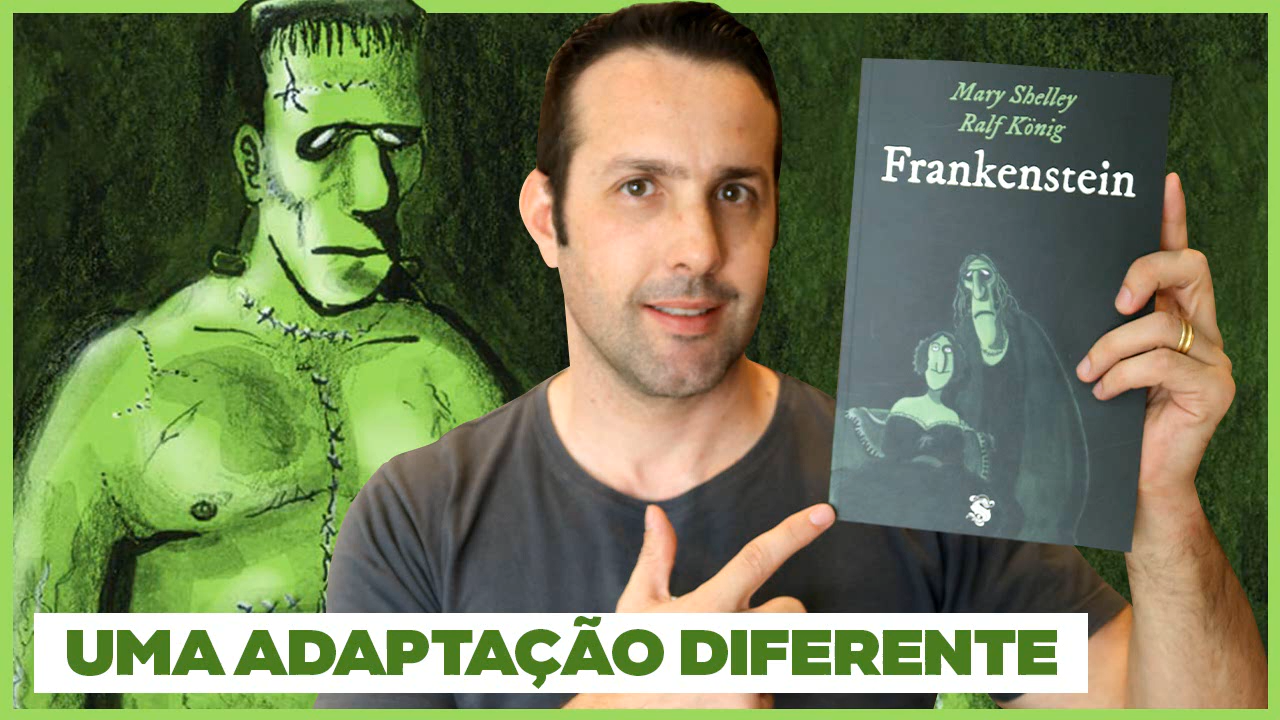 Mary Shelley
Ralf König
Frankenstein
S
UMA ADAPTAÇÃO DIFERENTE